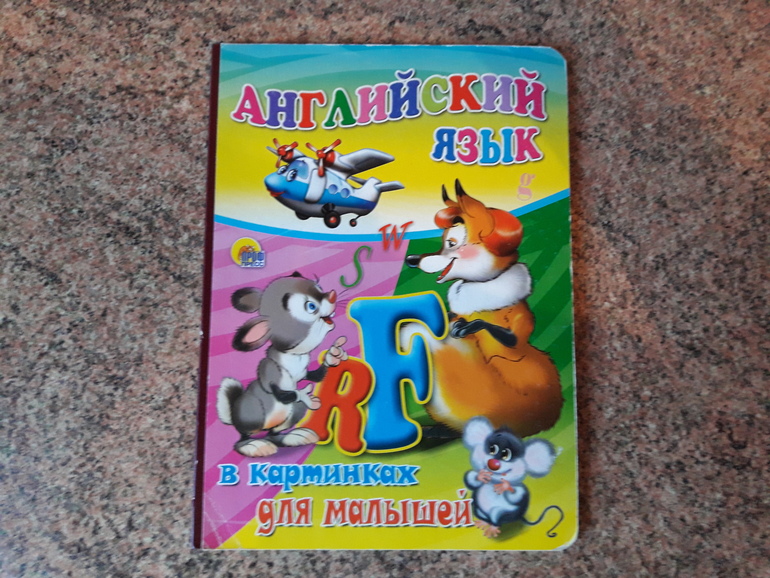 Английский
язык
g
W
S
F
R
в картинках
для малышей